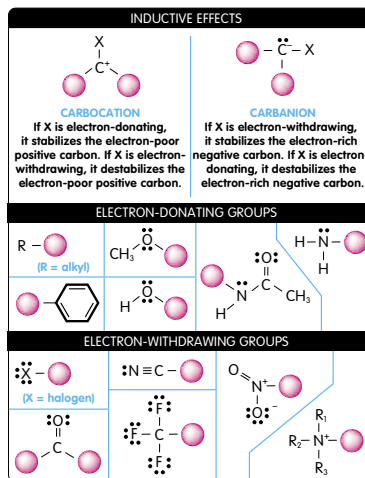 INDUCTIVE EFFECTS
X
C⁺
CARBOCATION
If X is electron-donating,
it stabilizes the electron-poor
positive carbon. If X is electron-
withdrawing, it destabilizes the
electron-poor positive carbon.
C⁻ – X
CARBANION
If X is electron-withdrawing,
it stabilizes the electron-rich
negative carbon. If X is electron-
donating, it destabilizes the
electron-rich negative carbon.
ELECTRON-DONATING GROUPS
R –
(R = alkyl)
CH₃ O
H O
O
N C
H CH₃
H – N –
H
ELECTRON-WITHDRAWING GROUPS
:X –
(X = halogen)
O
C
:N ≡ C –
F
F – C –
F
O N⁺
O ⁻
R₁
R₂ – N⁺ –
R₃